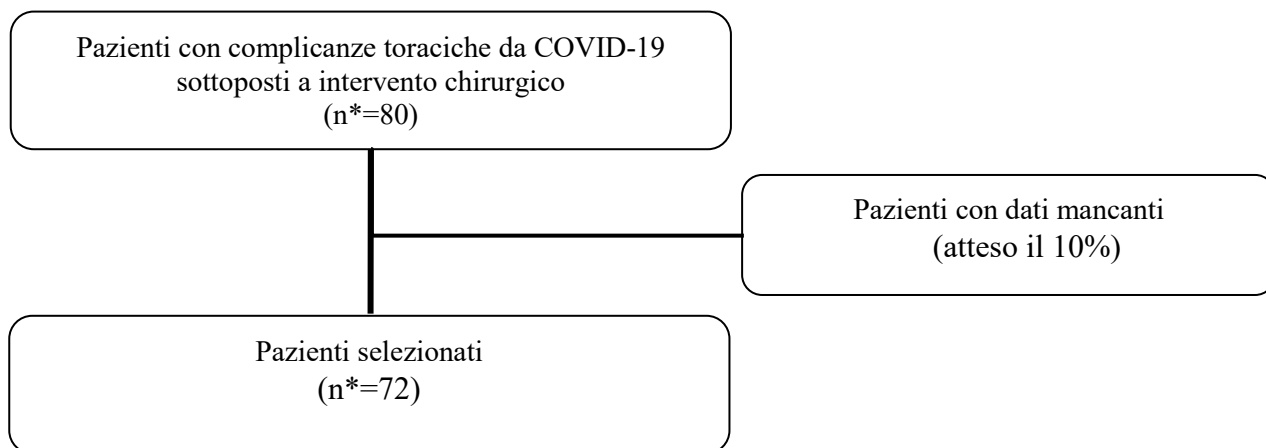 Pazienti con complicanze toraciche da COVID-19
sottoposti a intervento chirurgico
(n*=80)
Pazienti con dati mancanti
(atteso il 10%)
Pazienti selezionati
(n*=72)